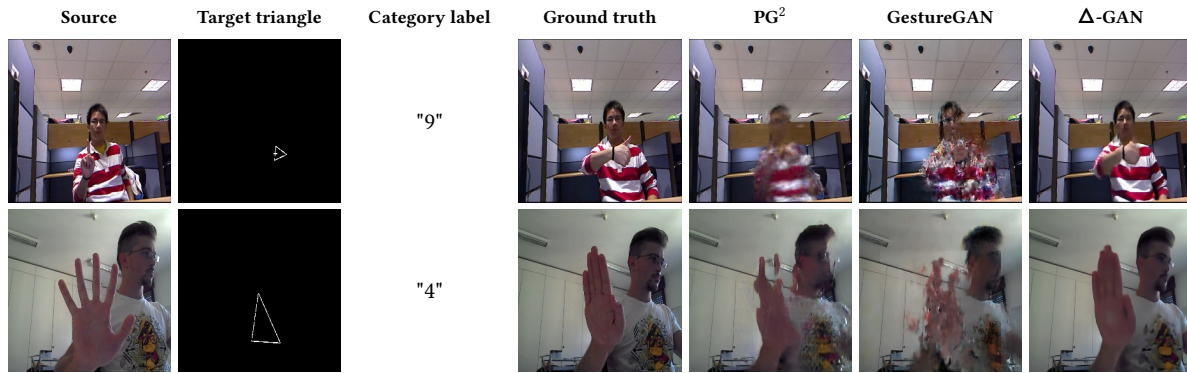 Source Target triangle Category label Ground truth PG² GestureGAN Δ-GAN
"9"
"4"